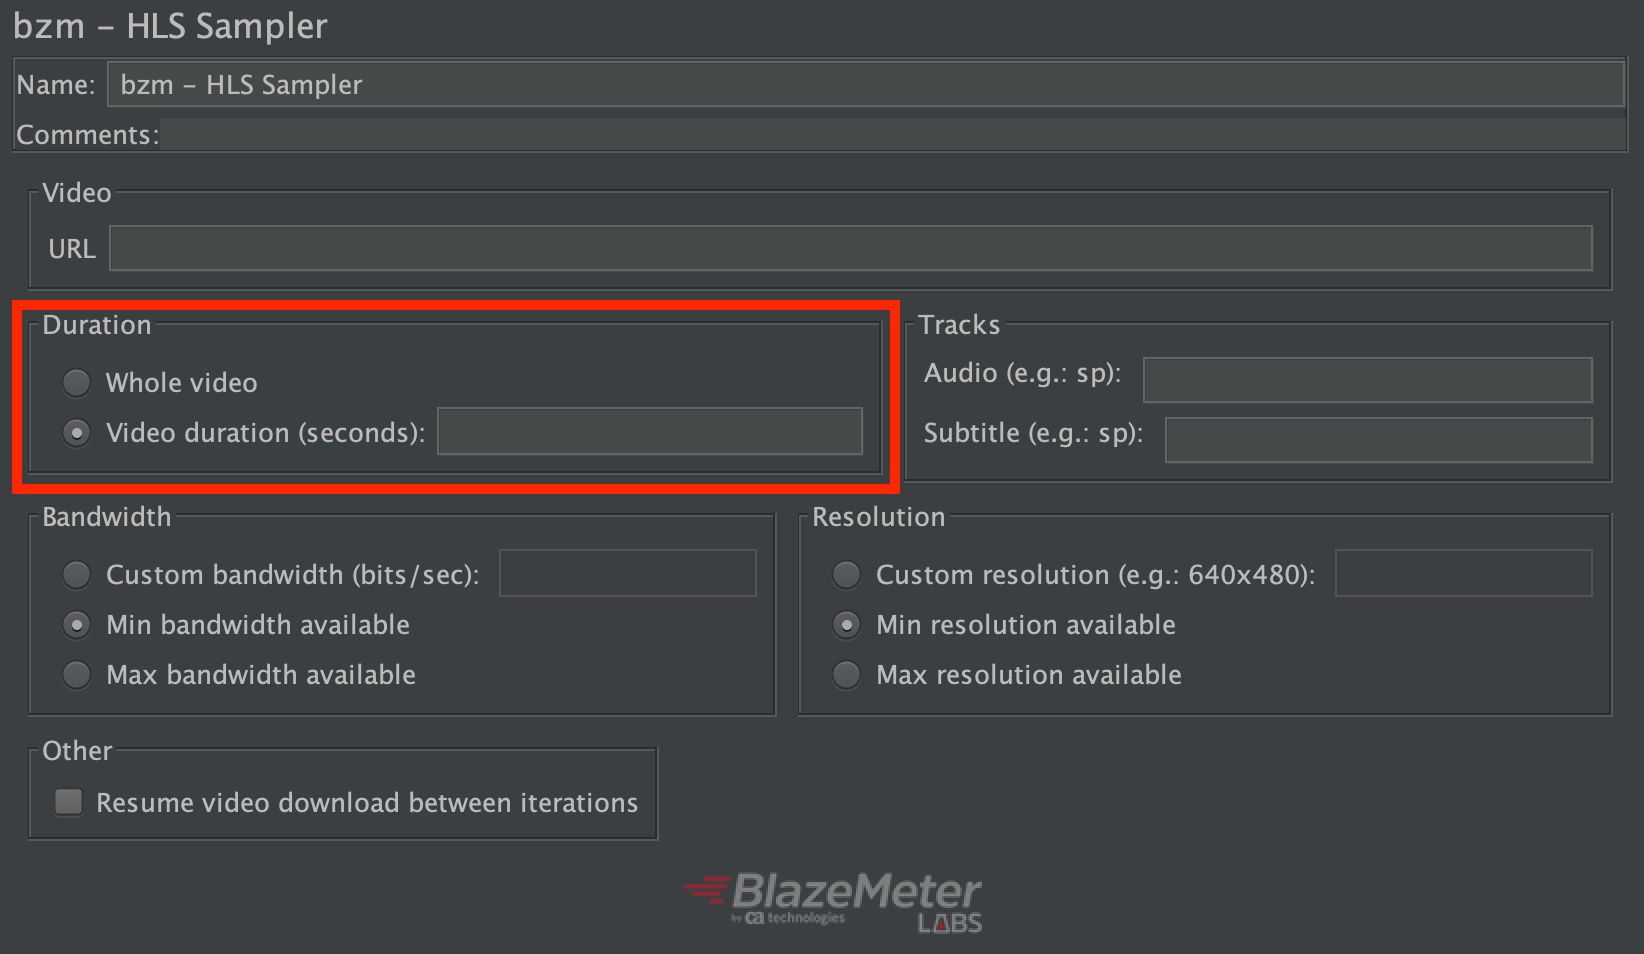 bzm – HLS Sampler
Name: bzm – HLS Sampler
Comments:
Video
URL
Duration
Whole video
Video duration (seconds):
Tracks
Audio (e.g.: sp):
Subtitle (e.g.: sp):
Bandwidth
Custom bandwidth (bits/sec):
Min bandwidth available
Max bandwidth available
Resolution
Custom resolution (e.g.: 640x480):
Min resolution available
Max resolution available
Other
Resume video download between iterations
BlazeMeter
by ca technologies
LABS